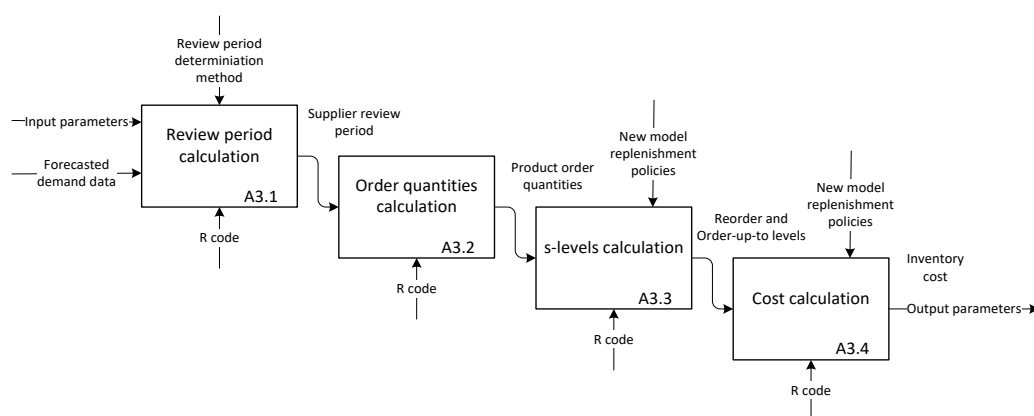 Review period
determiniation
method
Input parameters
Forecasted
demand data
Review period
calculation
A3.1
R code
Supplier review
period
Order quantities
calculation
A3.2
R code
Product order
quantities
New model
replenishment
policies
s-levels calculation
A3.3
R code
Reorder and
Order-up-to levels
New model
replenishment
policies
Cost calculation
A3.4
R code
Inventory
cost
Output parameters